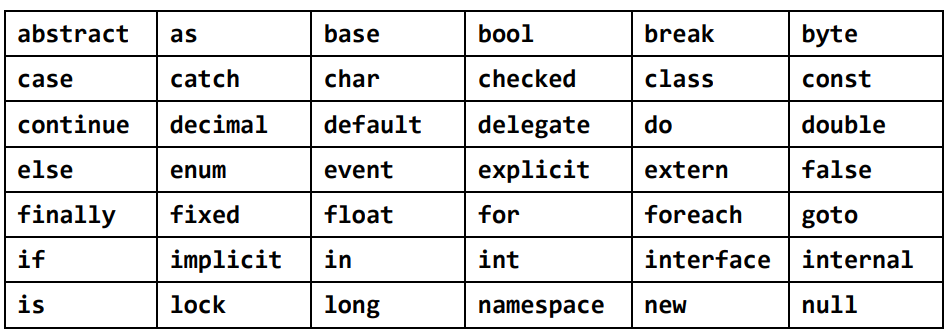 abstract as base bool break byte
case catch char checked class const
continue decimal default delegate do double
else enum event explicit extern false
finally fixed float for foreach goto
if implicit in int interface internal
is lock long namespace new null